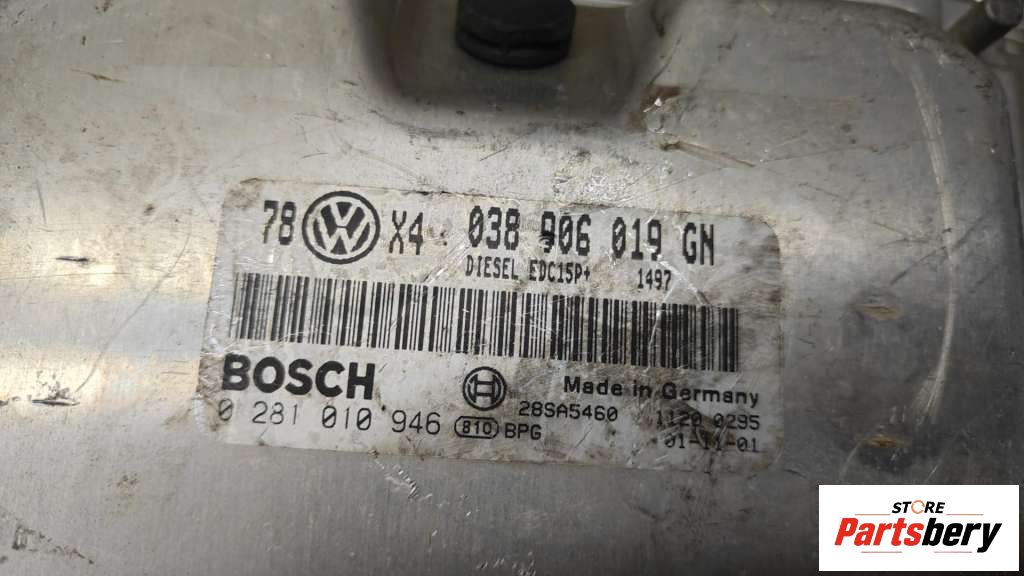 78 VW X4 038 906 019 GN
DIESEL EDC15P+ 1497
BOSCH
Made in Germany
0 281 010 946 810 BPG
28SA5460 1120 0295
01-11-01
STORE
Partsbery